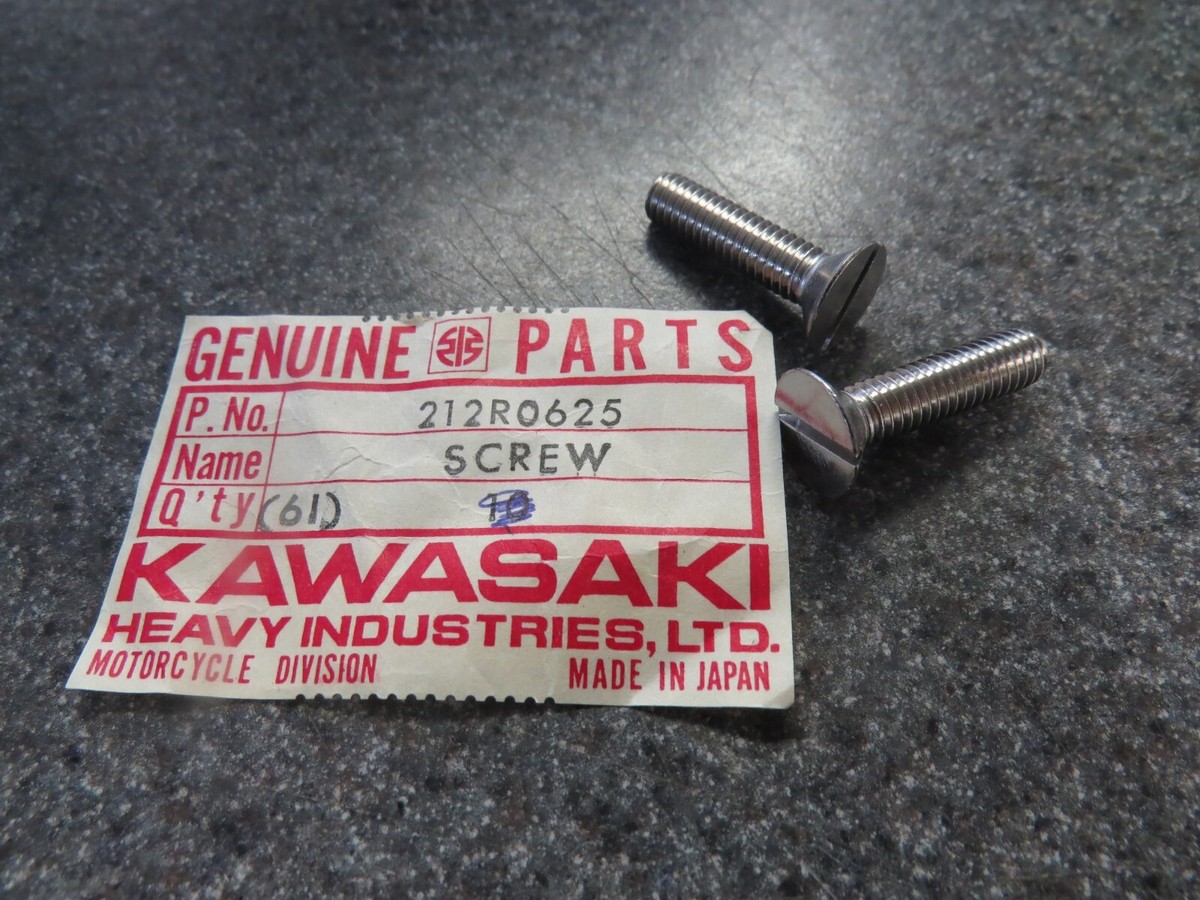 GENUINE PARTS
P. No. 212R0625
Name SCREW
Q'ty (61)
KAWASAKI
HEAVY INDUSTRIES, LTD.
MOTORCYCLE DIVISION MADE IN JAPAN